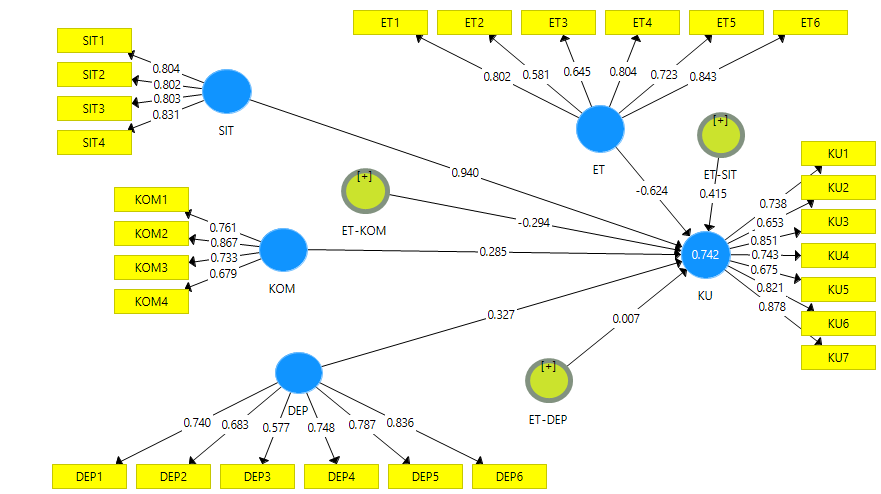 ET1 ET2 ET3 ET4 ET5 ET6
0.802 0.581 0.645 0.804 0.723 0.843
ET
-0.624
SIT1
SIT2
SIT3
SIT4
0.804
0.802
0.803
0.831
SIT
0.940
[+]
ET-SIT
0.415
[+]
ET-KOM
-0.294
KOM1
KOM2
KOM3
KOM4
0.761
0.867
0.733
0.679
KOM
0.285
0.742
KU
0.738
0.653
0.851
0.743
0.675
0.821
0.878
KU1
KU2
KU3
KU4
KU5
KU6
KU7
0.327
0.007
[+]
ET-DEP
DEP
0.740 0.683 0.577 0.748 0.787 0.836
DEP1 DEP2 DEP3 DEP4 DEP5 DEP6